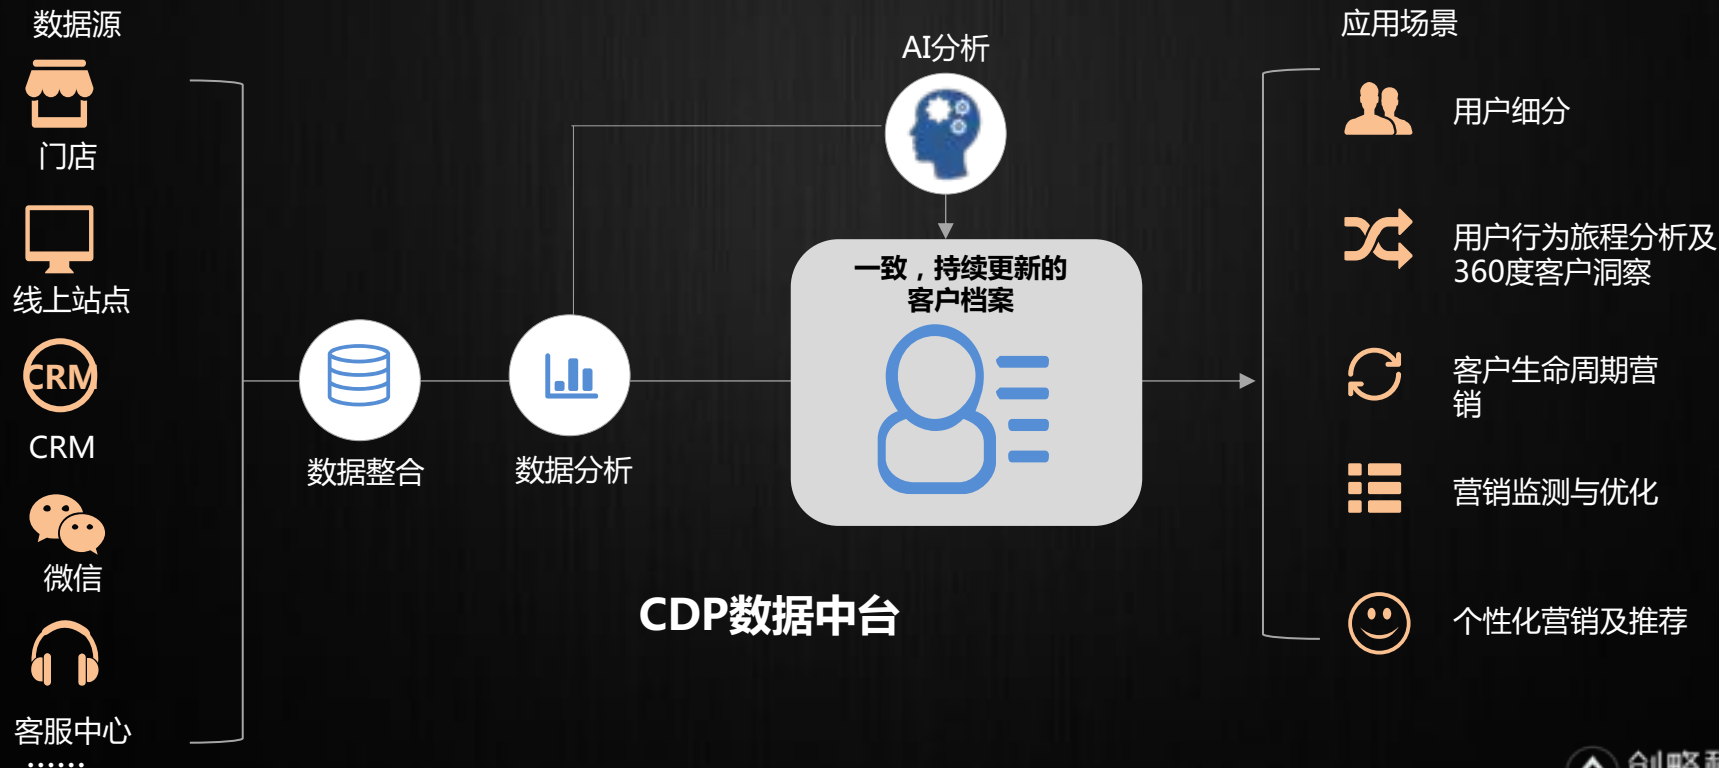 数据源
门店
线上站点
CRM
CRM
微信
客服中心
......
数据整合
数据分析
AI分析
一致，持续更新的
客户档案
CDP数据中台
应用场景
用户细分
用户行为旅程分析及
360度客户洞察
客户生命周期营
销
营销监测与优化
个性化营销及推荐
创略